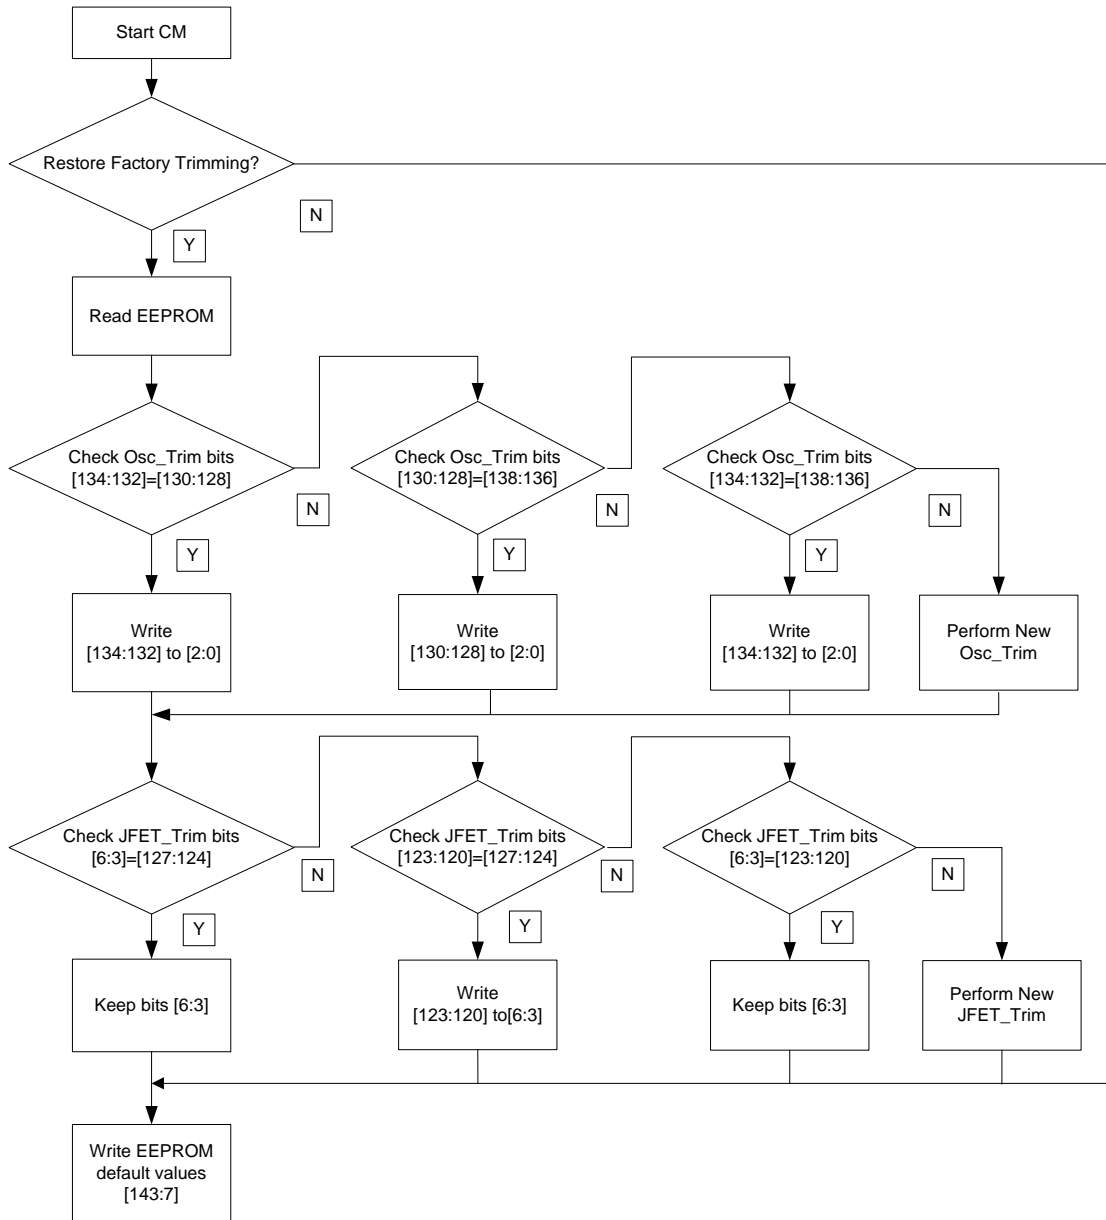 Start CM
Restore Factory Trimming?
N
Y
Read EEPROM
Check Osc_Trim bits
[134:132]=[130:128]
N
Y
Check Osc_Trim bits
[130:128]=[138:136]
N
Y
Check Osc_Trim bits
[134:132]=[138:136]
N
Y
Write
[134:132] to [2:0]
Write
[130:128] to [2:0]
Write
[134:132] to [2:0]
Perform New
Osc_Trim
Check JFET_Trim bits
[6:3]=[127:124]
N
Y
Check JFET_Trim bits
[123:120]=[127:124]
N
Y
Check JFET_Trim bits
[6:3]=[123:120]
N
Y
Keep bits [6:3]
Write
[123:120] to[6:3]
Keep bits [6:3]
Perform New
JFET_Trim
Write EEPROM
default values
[143:7]